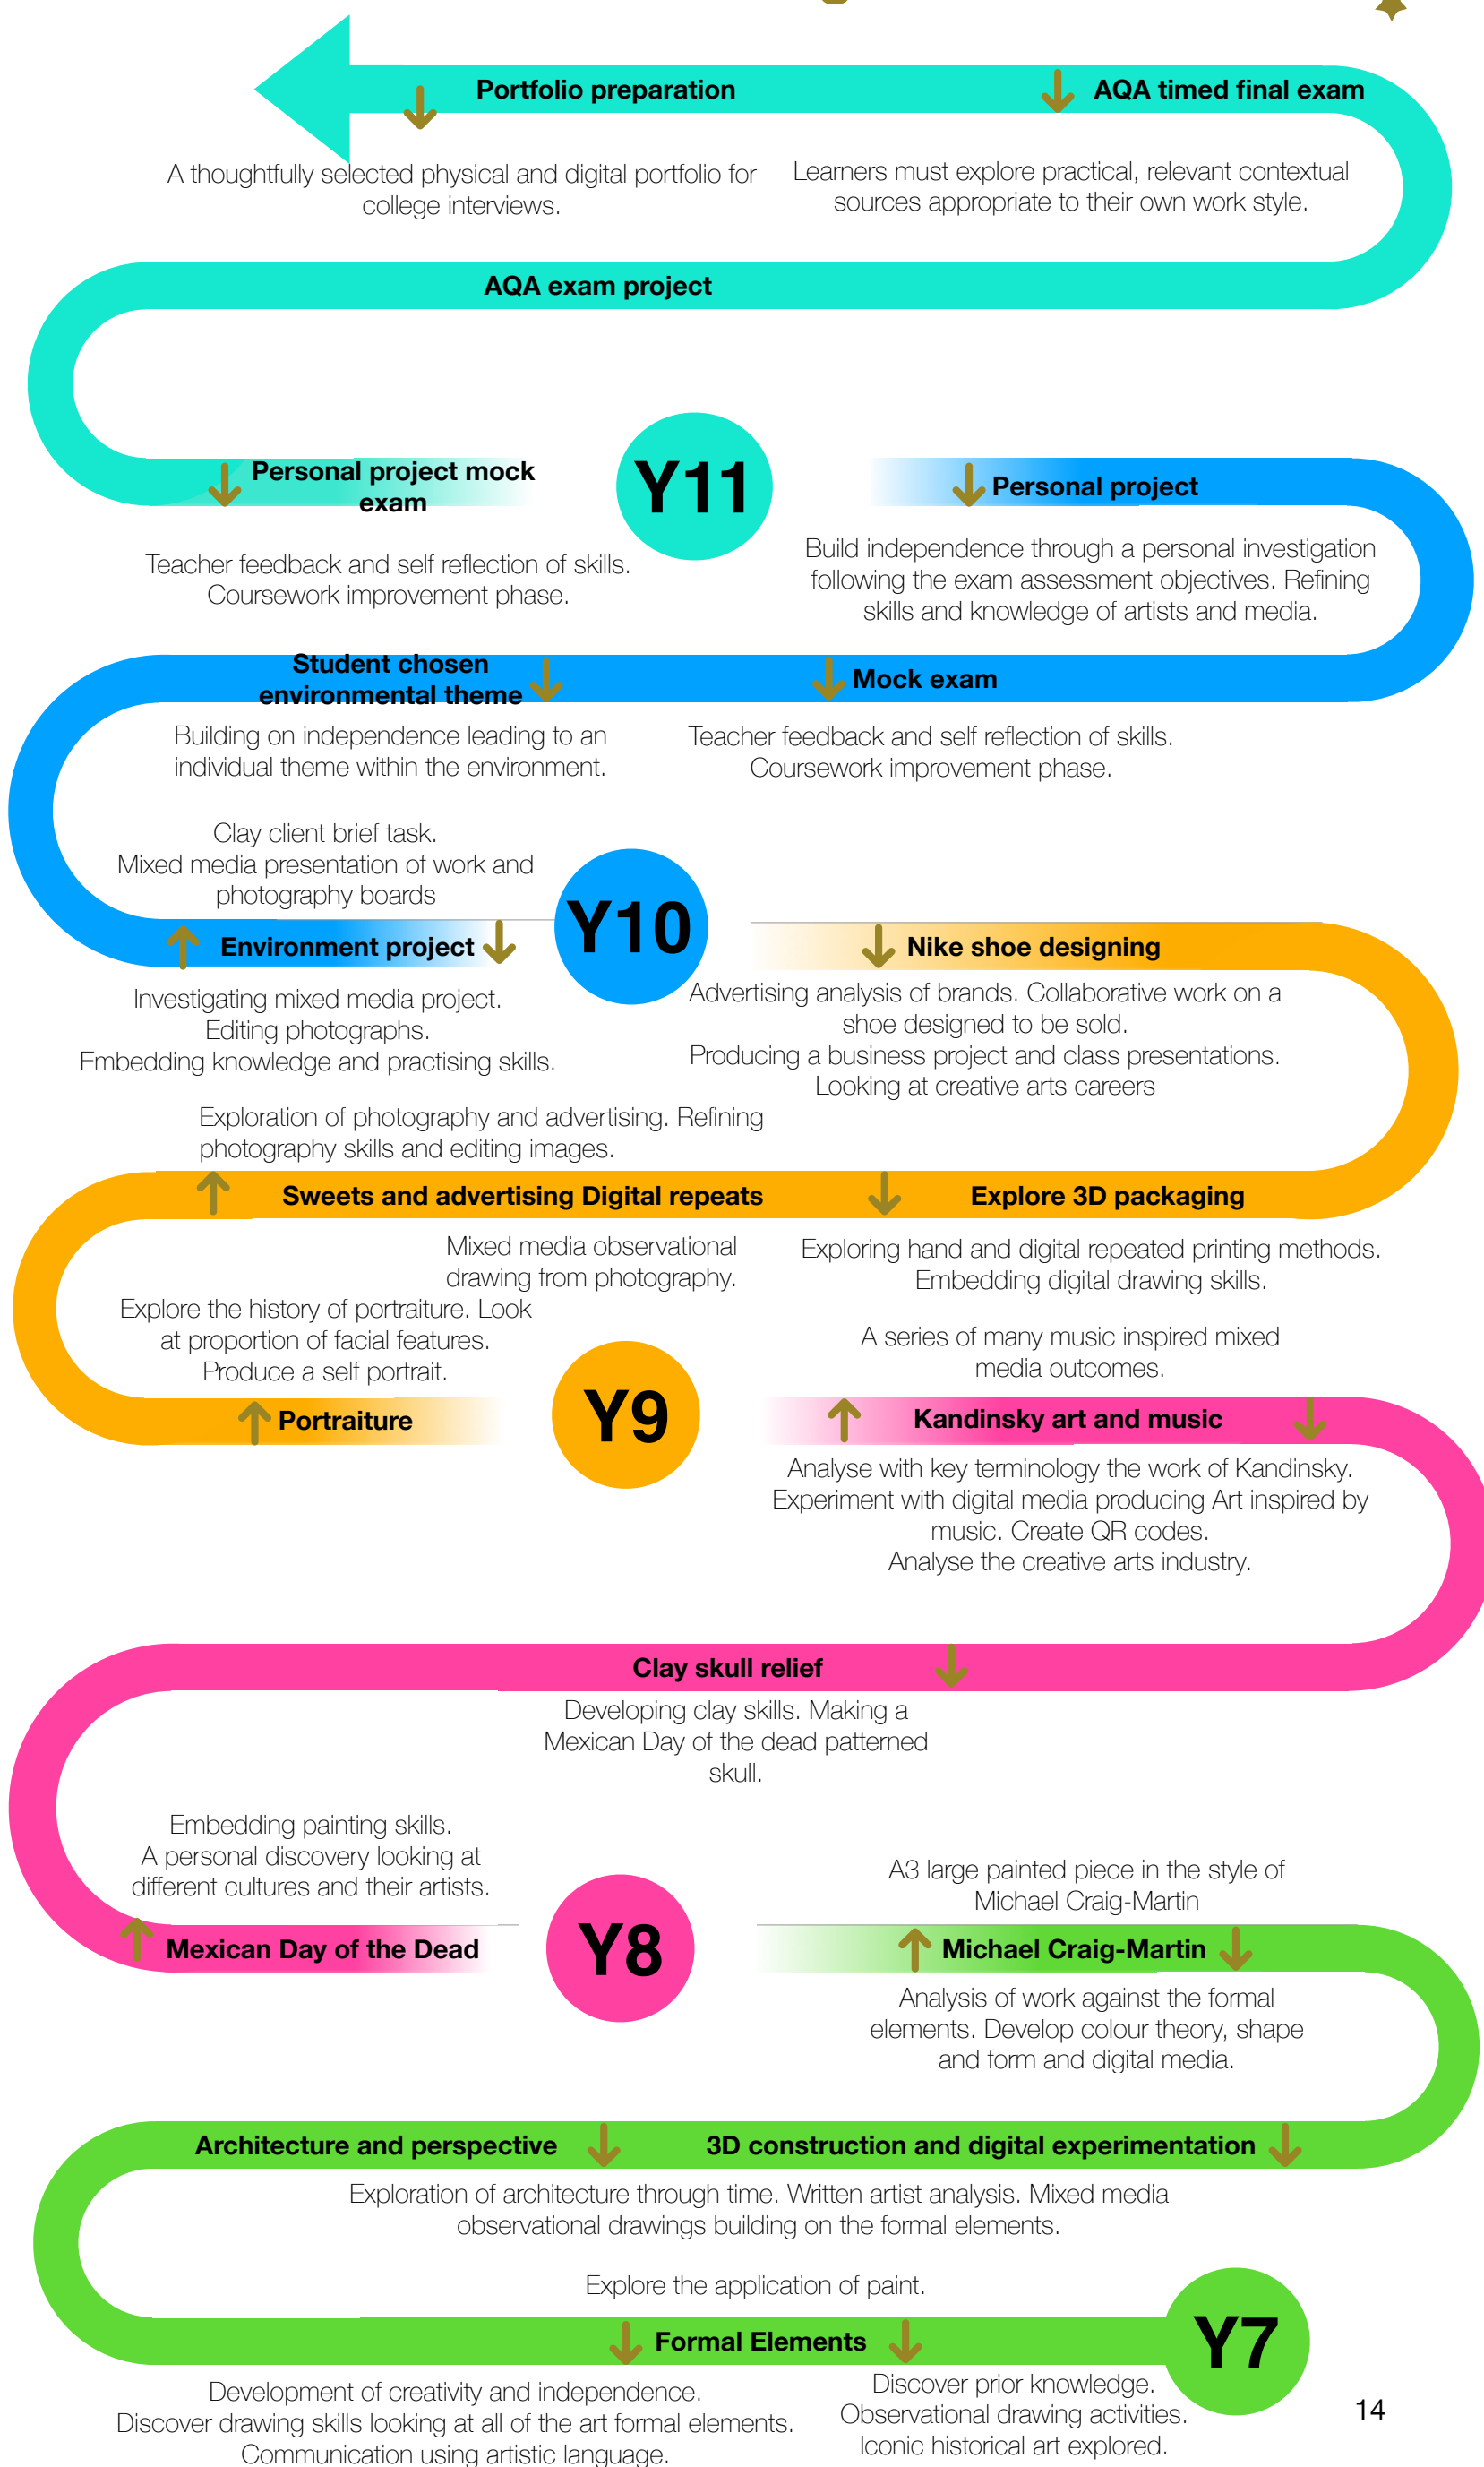 Portfolio preparation
AQA timed final exam
A thoughtfully selected physical and digital portfolio for
college interviews.
Learners must explore practical, relevant contextual
sources appropriate to their own work style.
AQA exam project
Personal project mock
exam
Y11
Personal project
Teacher feedback and self reflection of skills.
Coursework improvement phase.
Build independence through a personal investigation
following the exam assessment objectives. Refining
skills and knowledge of artists and media.
Student chosen
environmental theme
Mock exam
Building on independence leading to an
individual theme within the environment.
Teacher feedback and self reflection of skills.
Coursework improvement phase.
Clay client brief task.
Mixed media presentation of work and
photography boards
Environment project
Y10
Nike shoe designing
Investigating mixed media project.
Editing photographs.
Embedding knowledge and practising skills.
Advertising analysis of brands. Collaborative work on a
shoe designed to be sold.
Producing a business project and class presentations.
Looking at creative arts careers
Exploration of photography and advertising. Refining
photography skills and editing images.
Sweets and advertising Digital repeats
Explore 3D packaging
Mixed media observational
drawing from photography.
Exploring hand and digital repeated printing methods.
Embedding digital drawing skills.
Explore the history of portraiture. Look
at proportion of facial features.
Produce a self portrait.
A series of many music inspired mixed
media outcomes.
Portraiture
Y9
Kandinsky art and music
Analyse with key terminology the work of Kandinsky.
Experiment with digital media producing Art inspired by
music. Create QR codes.
Analyse the creative arts industry.
Clay skull relief
Developing clay skills. Making a
Mexican Day of the dead patterned
skull.
Embedding painting skills.
A personal discovery looking at
different cultures and their artists.
A3 large painted piece in the style of
Michael Craig-Martin
Mexican Day of the Dead
Y8
Michael Craig-Martin
Analysis of work against the formal
elements. Develop colour theory, shape
and form and digital media.
Architecture and perspective
3D construction and digital experimentation
Exploration of architecture through time. Written artist analysis. Mixed media
observational drawings building on the formal elements.
Explore the application of paint.
Formal Elements
Y7
Development of creativity and independence.
Discover drawing skills looking at all of the art formal elements.
Communication using artistic language.
Discover prior knowledge.
Observational drawing activities.
Iconic historical art explored.
14